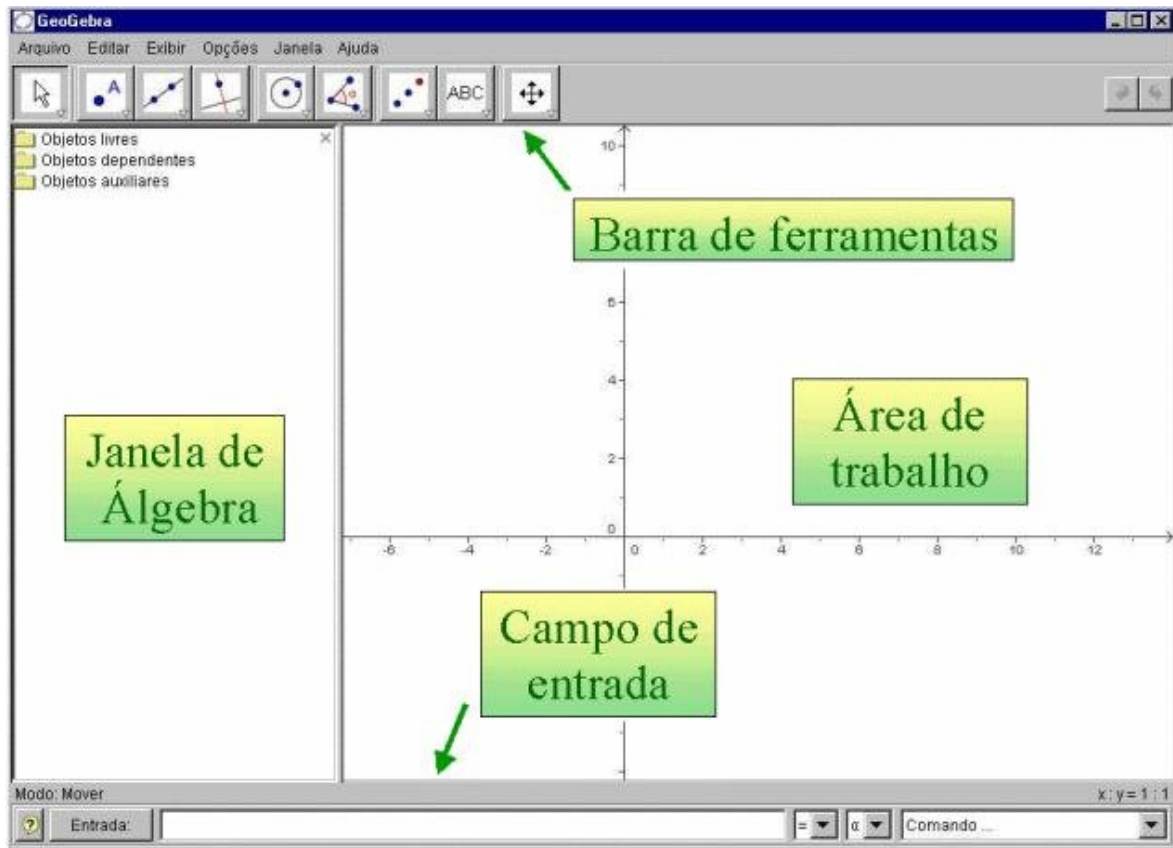 GeoGebra
Arquivo Editar Exibir Opções Janela Ajuda
A
α
ABC
Objetos livres
Objetos dependentes
Objetos auxiliares
Barra de ferramentas
Janela de
Álgebra
Área de
trabalho
Campo de
entrada
10
6
4
2
0
-6 -4 -2 0 2 4 6 8 10 12
Modo: Mover
x : y = 1 : 1
? Entrada: = α Comando ...